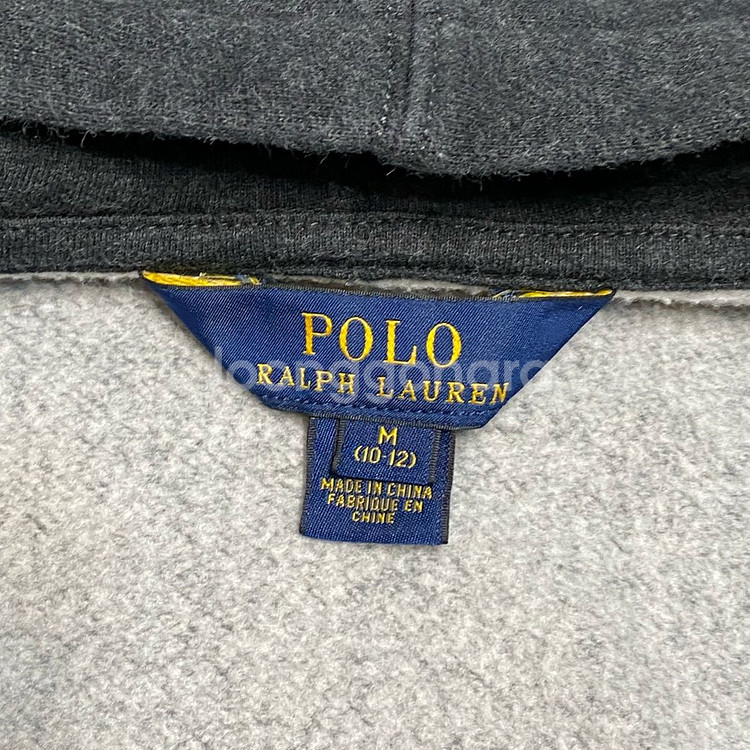 POLO
RALPH LAUREN
M
(10-12)
MADE IN CHINA
FABRIQUE EN
CHINE